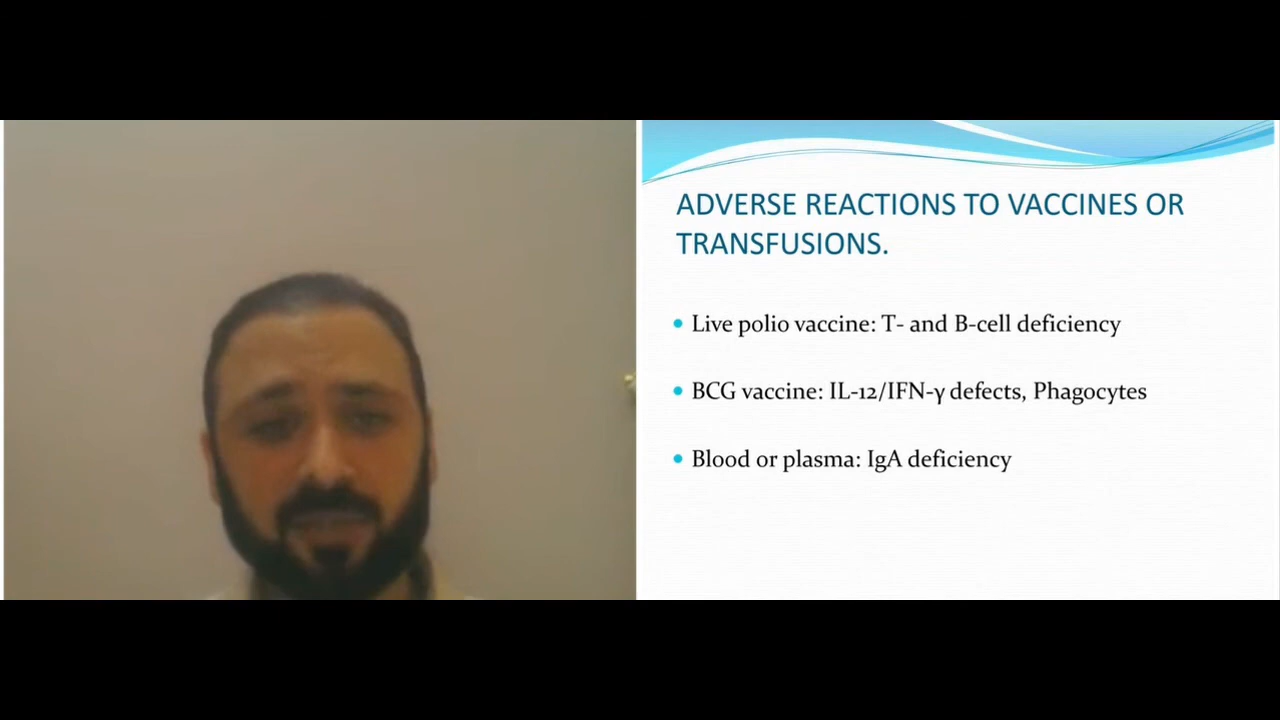 ADVERSE REACTIONS TO VACCINES OR
TRANSFUSIONS.
• Live polio vaccine: T- and B-cell deficiency
• BCG vaccine: IL-12/IFN-γ defects, Phagocytes
• Blood or plasma: IgA deficiency